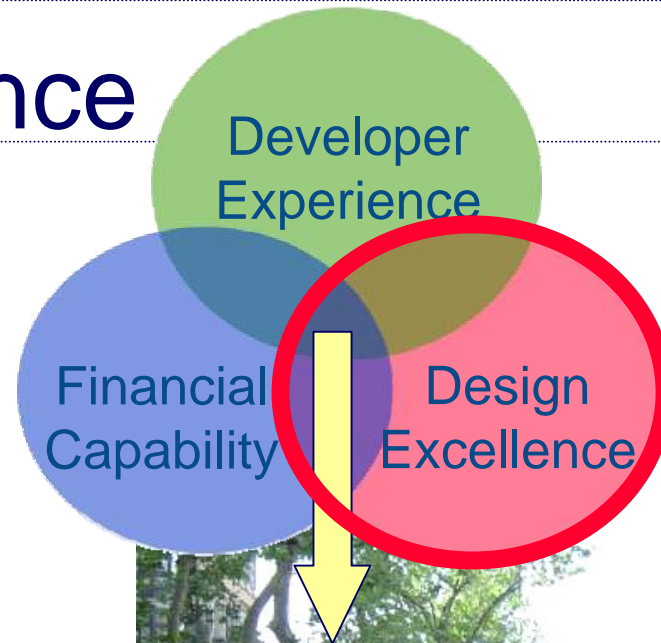 nce
Developer
Experience
Financial
Capability
Design
Excellence